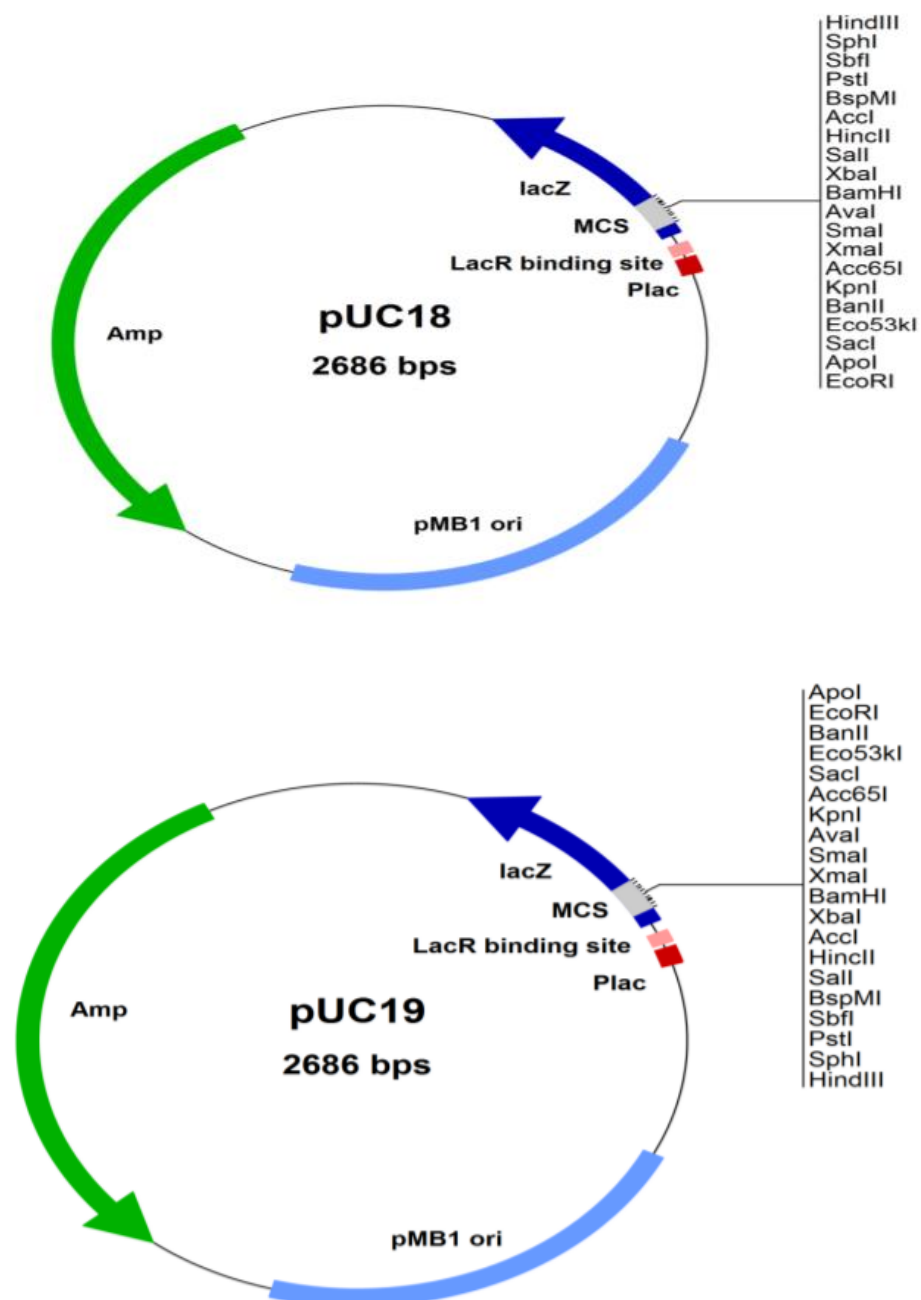 HindIII
SphI
SbfI
PstI
BspMI
AccI
HincII
SalI
XbaI
BamHI
AvaI
SmaI
XmaI
Acc65I
KpnI
BanII
Eco53kI
SacI
ApoI
EcoRI
lacZ
MCS
LacR binding site
Plac
Amp
pUC18
2686 bps
pMB1 ori
ApoI
EcoRI
BanII
Eco53kI
SacI
Acc65I
KpnI
AvaI
SmaI
XmaI
BamHI
XbaI
AccI
HincII
SalI
BspMI
SbfI
PstI
SphI
HindIII
lacZ
MCS
LacR binding site
Plac
Amp
pUC19
2686 bps
pMB1 ori